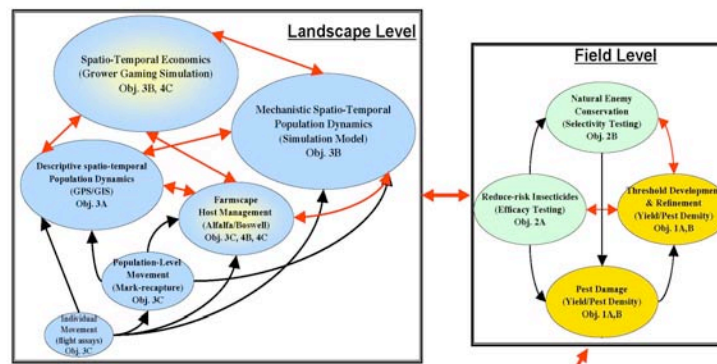 Landscape Level
Spatio-Temporal Economics
(Grower Gaming Simulation)
Obj. 3B, 4C
Mechanistic Spatio-Temporal
Population Dynamics
(Simulation Model)
Obj. 3B
Descriptive spatio-temporal
Population Dynamics
(GPS/GIS)
Obj. 3A
Farmscape
Host Management
(Alfalfa/Boswell)
Obj. 3C, 4B, 4C
Population-Level
Movement
(Mark-recapture)
Obj. 3C
Individual
Movement
(flight assays)
Obj. 3C
Field Level
Natural Enemy
Conservation
(Selectivity Testing)
Obj. 2B
Reduce-risk Insecticides
(Efficacy Testing)
Obj. 2A
Threshold Development
& Refinement
(Yield/Pest Density)
Obj. 1A,B
Pest Damage
(Yield/Pest Density)
Obj. 1A,B